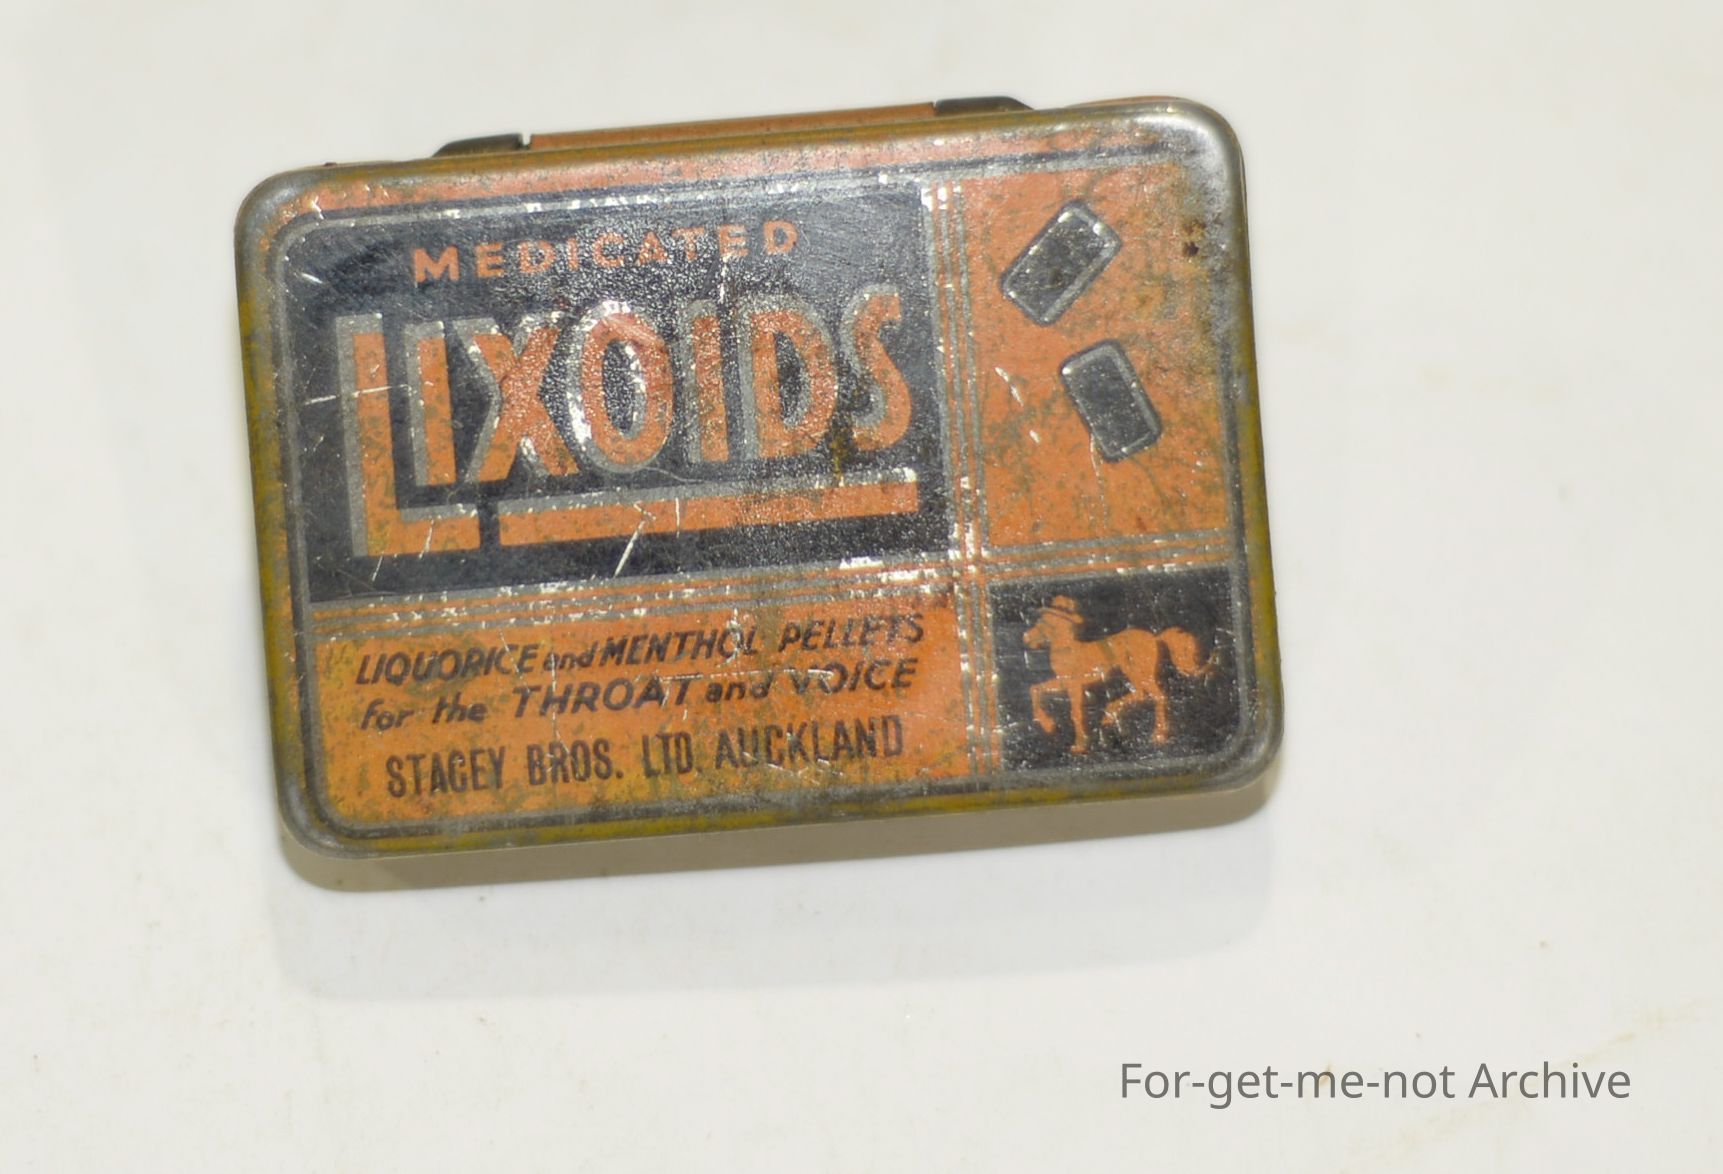 MEDICATED
LIXOIDS
LIQUORICE and MENTHOL PELLETS
for the THROAT and VOICE
STACEY BROS. LTD. AUCKLAND
For-get-me-not Archive